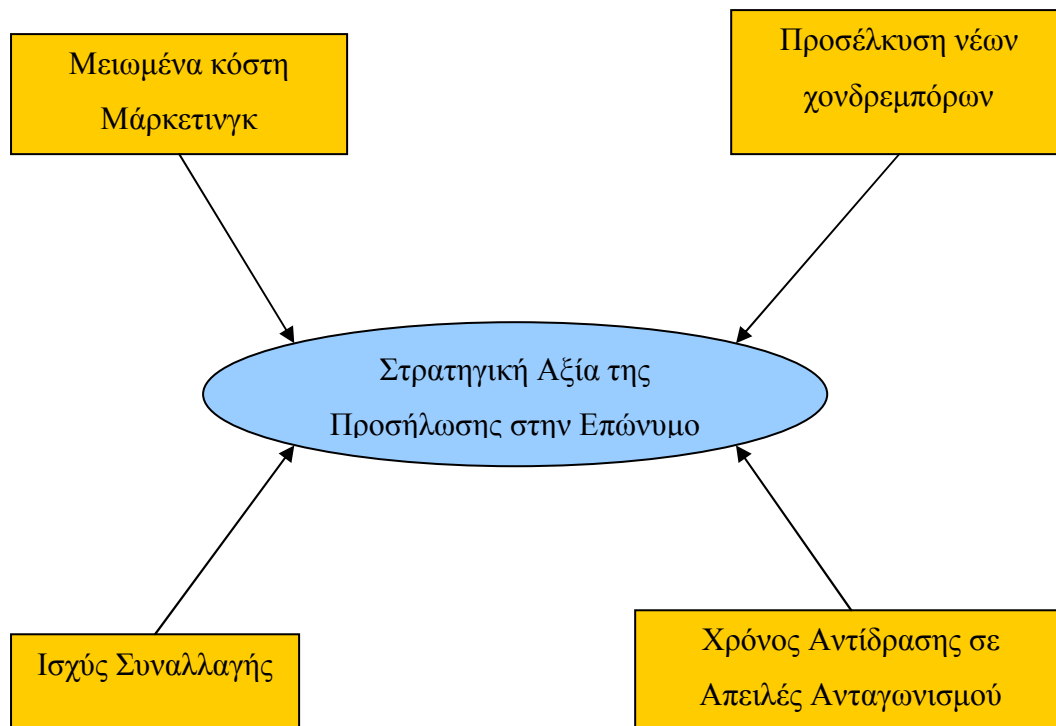 Μειωμένα κόστη
Μάρκετινγκ
Προσέλκυση νέων
χονδρεμπόρων
Στρατηγική Αξία της
Προσήλωσης στην Επώνυμο
Ισχύς Συναλλαγής
Χρόνος Αντίδρασης σε
Απειλές Ανταγωνισμού